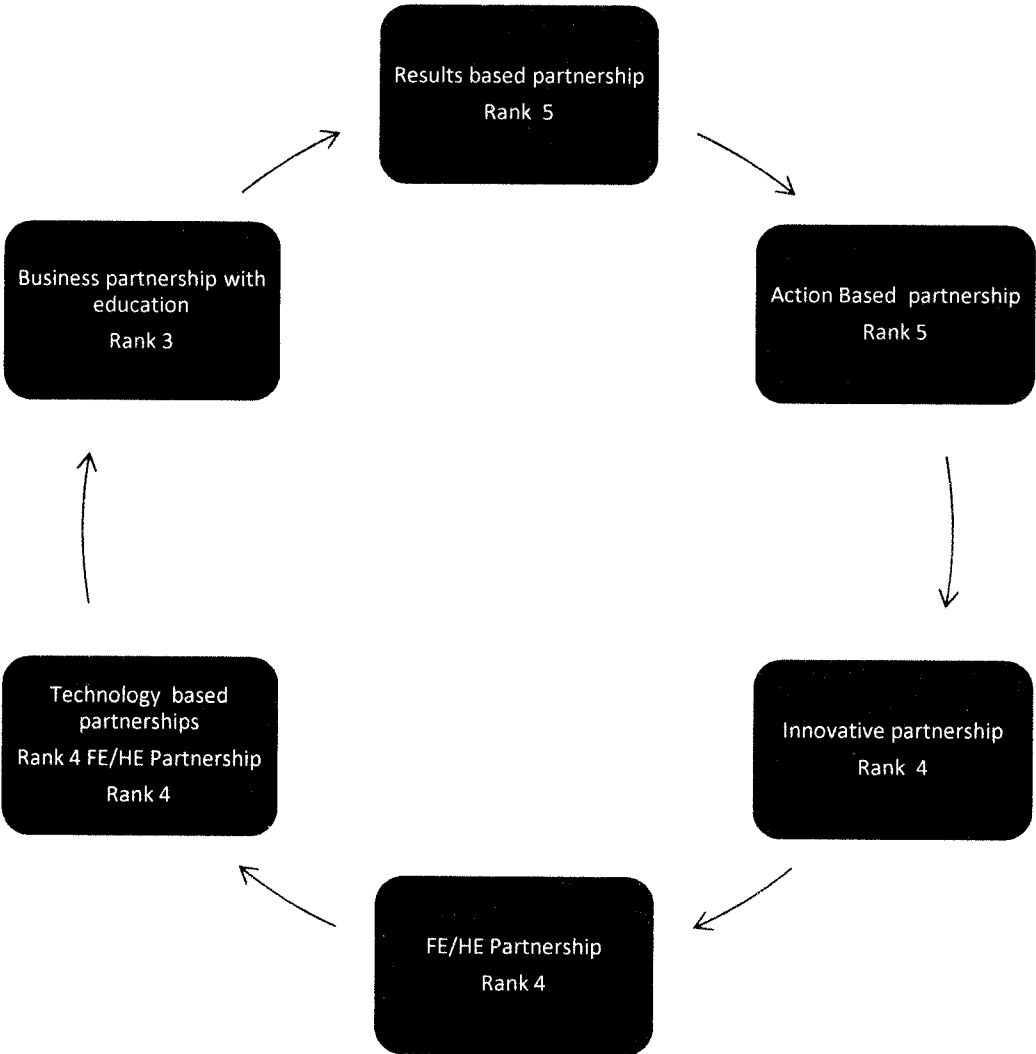 Results based partnership
Rank 5
Action Based partnership
Rank 5
Innovative partnership
Rank 4
FE/HE Partnership
Rank 4
Technology based
partnerships
Rank 4 FE/HE Partnership
Rank 4
Business partnership with
education
Rank 3